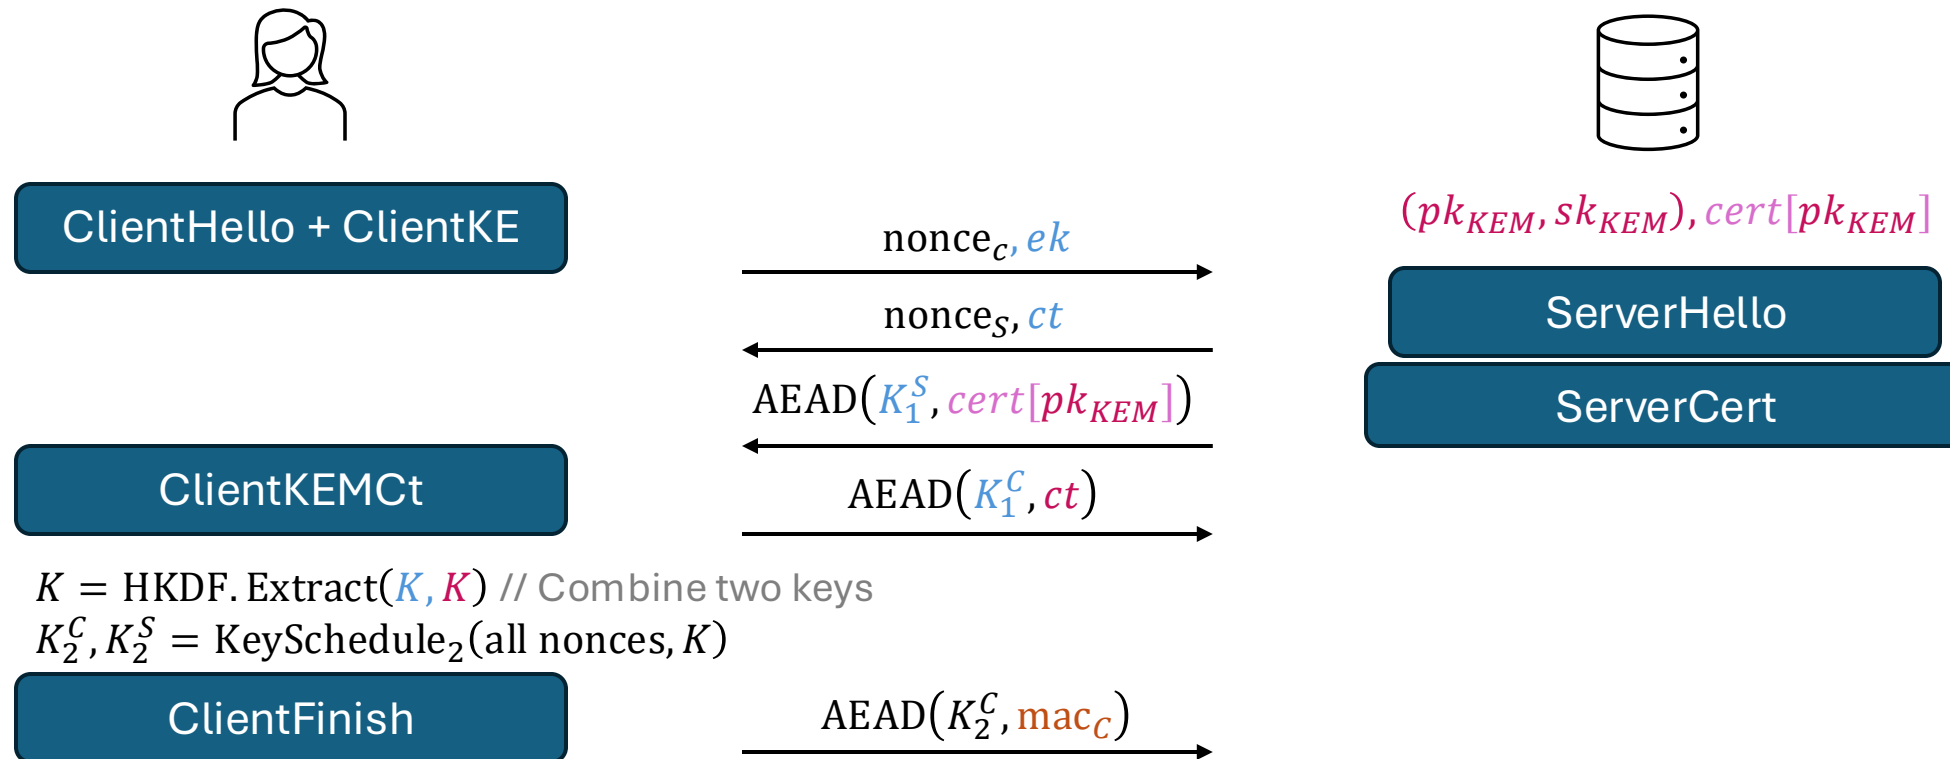 ClientHello + ClientKE
nonce_c, ek
(pk_KEM, sk_KEM), cert[pk_KEM]
ServerHello
nonce_S, ct
AEAD(K_1^S, cert[pk_KEM])
ServerCert
ClientKEMCt
AEAD(K_1^C, ct)
K = HKDF. Extract(K, K) // Combine two keys
K_2^C, K_2^S = KeySchedule_2(all nonces, K)
ClientFinish
AEAD(K_2^C, mac_C)